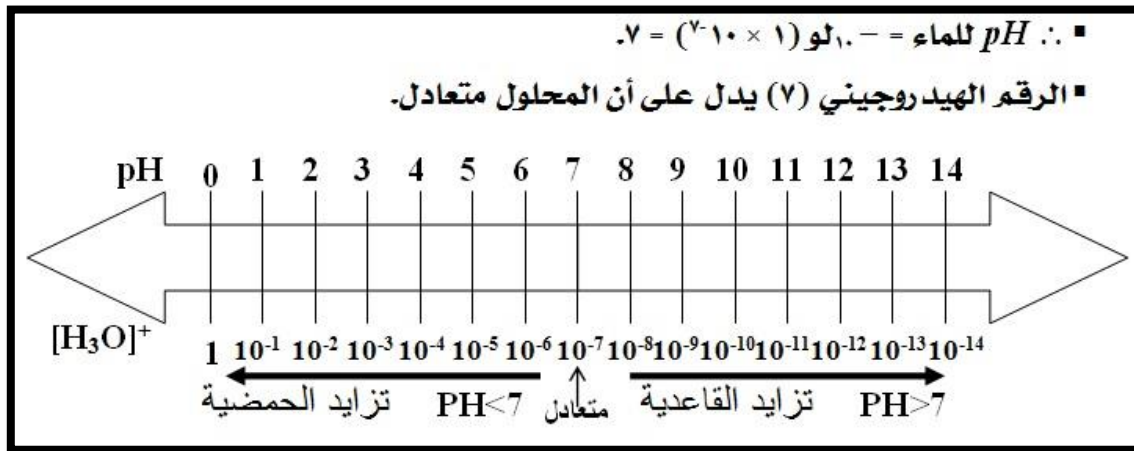 ▪ ∴ pH للماء = – ₁₀لو (١ × ١٠⁻⁷) = ٧.
▪ الرقم الهيدروجيني (٧) يدل على أن المحلول متعادل.
pH 0 1 2 3 4 5 6 7 8 9 10 11 12 13 14
[H₃O]⁺ 1 10⁻¹ 10⁻² 10⁻³ 10⁻⁴ 10⁻⁵ 10⁻⁶ 10⁻⁷ 10⁻⁸ 10⁻⁹ 10⁻¹⁰ 10⁻¹¹ 10⁻¹² 10⁻¹³ 10⁻¹⁴
تزايد الحمضية PH<7 متعادل تزايد القاعدية PH>7